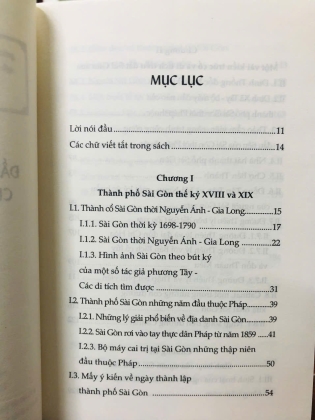 MỤC LỤC
Lời nói đầu 11
Các chữ viết tắt trong sách 14
Chương I
Thành phố Sài Gòn thế kỷ XVIII và XIX
I.1. Thành cổ Sài Gòn thời Nguyễn Ánh - Gia Long 15
I.1.1. Sài Gòn thời kỳ 1698-1790 17
I.1.2. Sài Gòn thời Nguyễn Ánh - Gia Long 22
I.1.3. Hình ảnh Sài Gòn theo bút ký
của một số tác giả phương Tây -
Các di tích tìm được 31
I.2. Thành phố Sài Gòn những năm đầu thuộc Pháp 39
I.2.1. Những lý giải phổ biến về địa danh Sài Gòn 39
I.2.2. Sài Gòn rơi vào tay thực dân Pháp từ năm 1859 41
I.2.3. Bộ máy cai trị tại Sài Gòn những thập niên
đầu thuộc Pháp 50
I.3. Mấy ý kiến về ngày thành lập
thành phố Sài Gòn 54